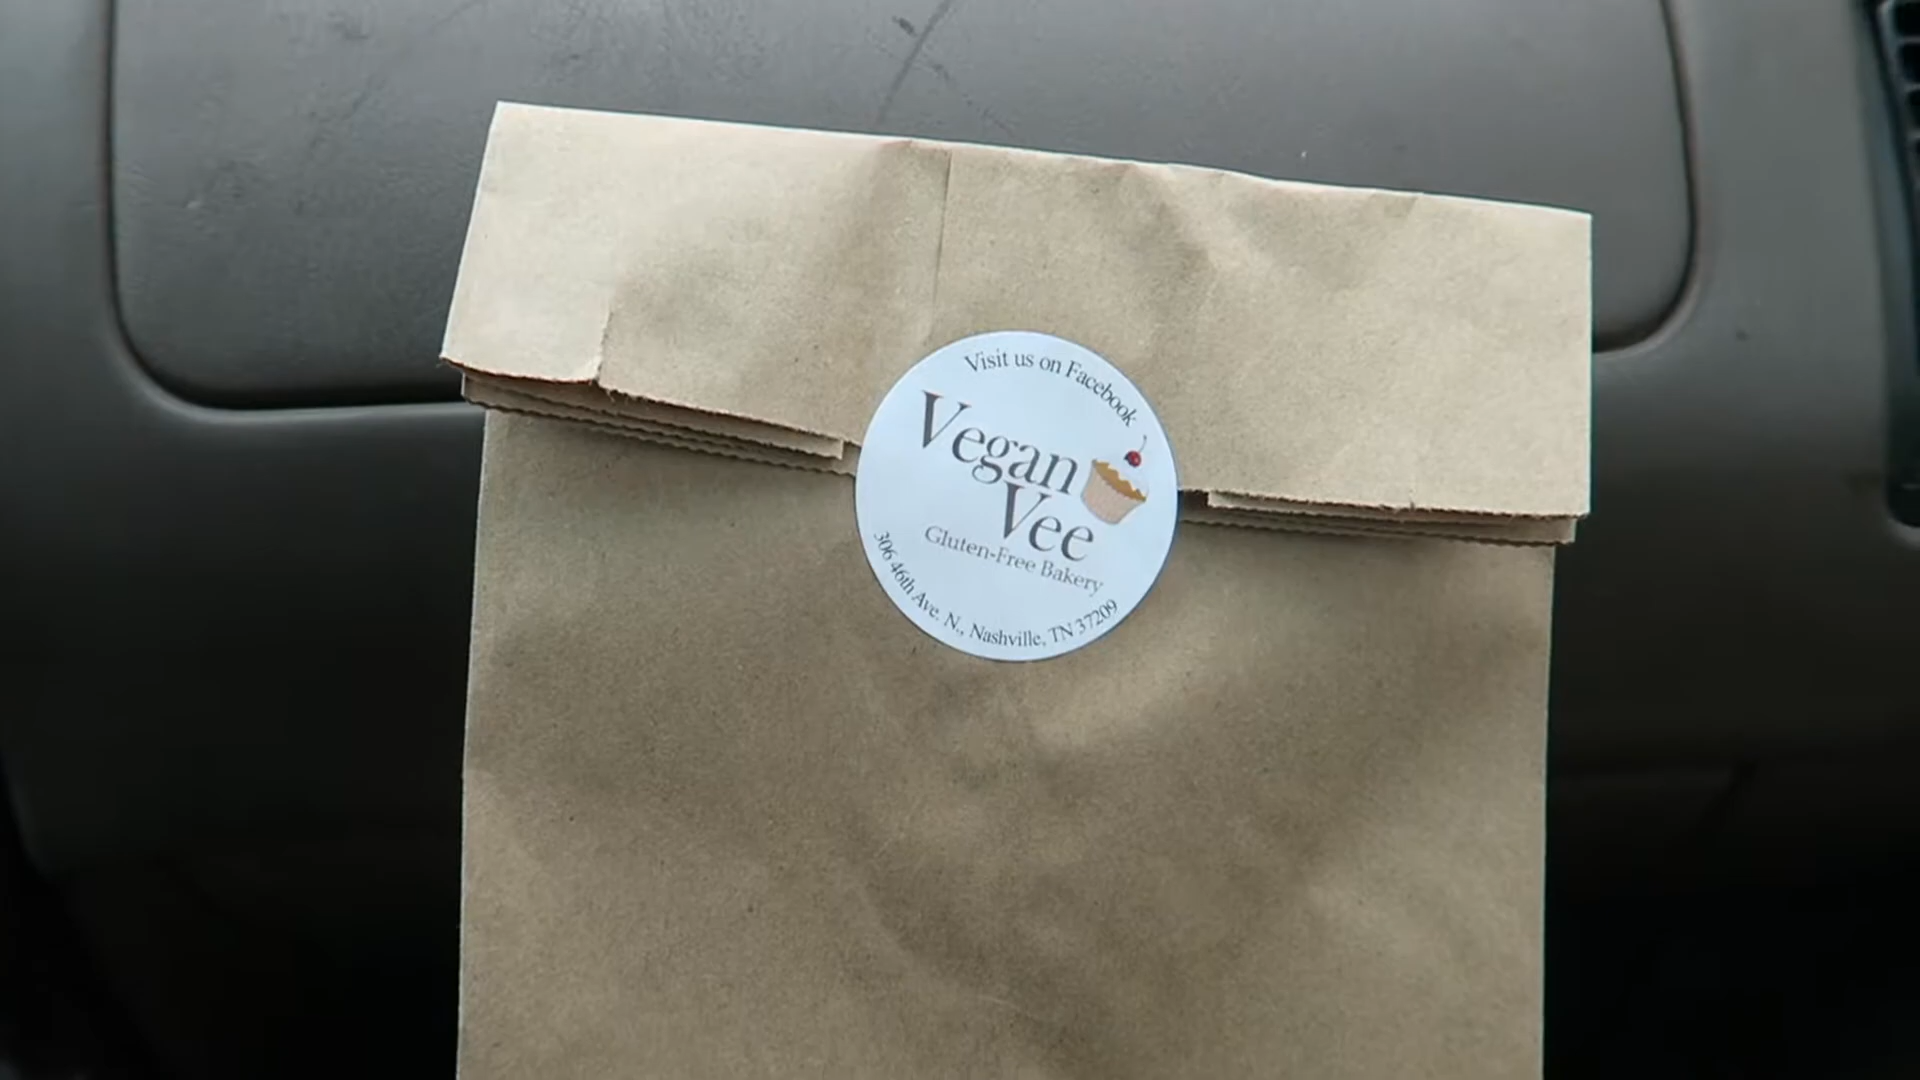 Visit us on Facebook
Vegan
Vee
Gluten-Free Bakery
306 46th Ave. N., Nashville, TN 37209